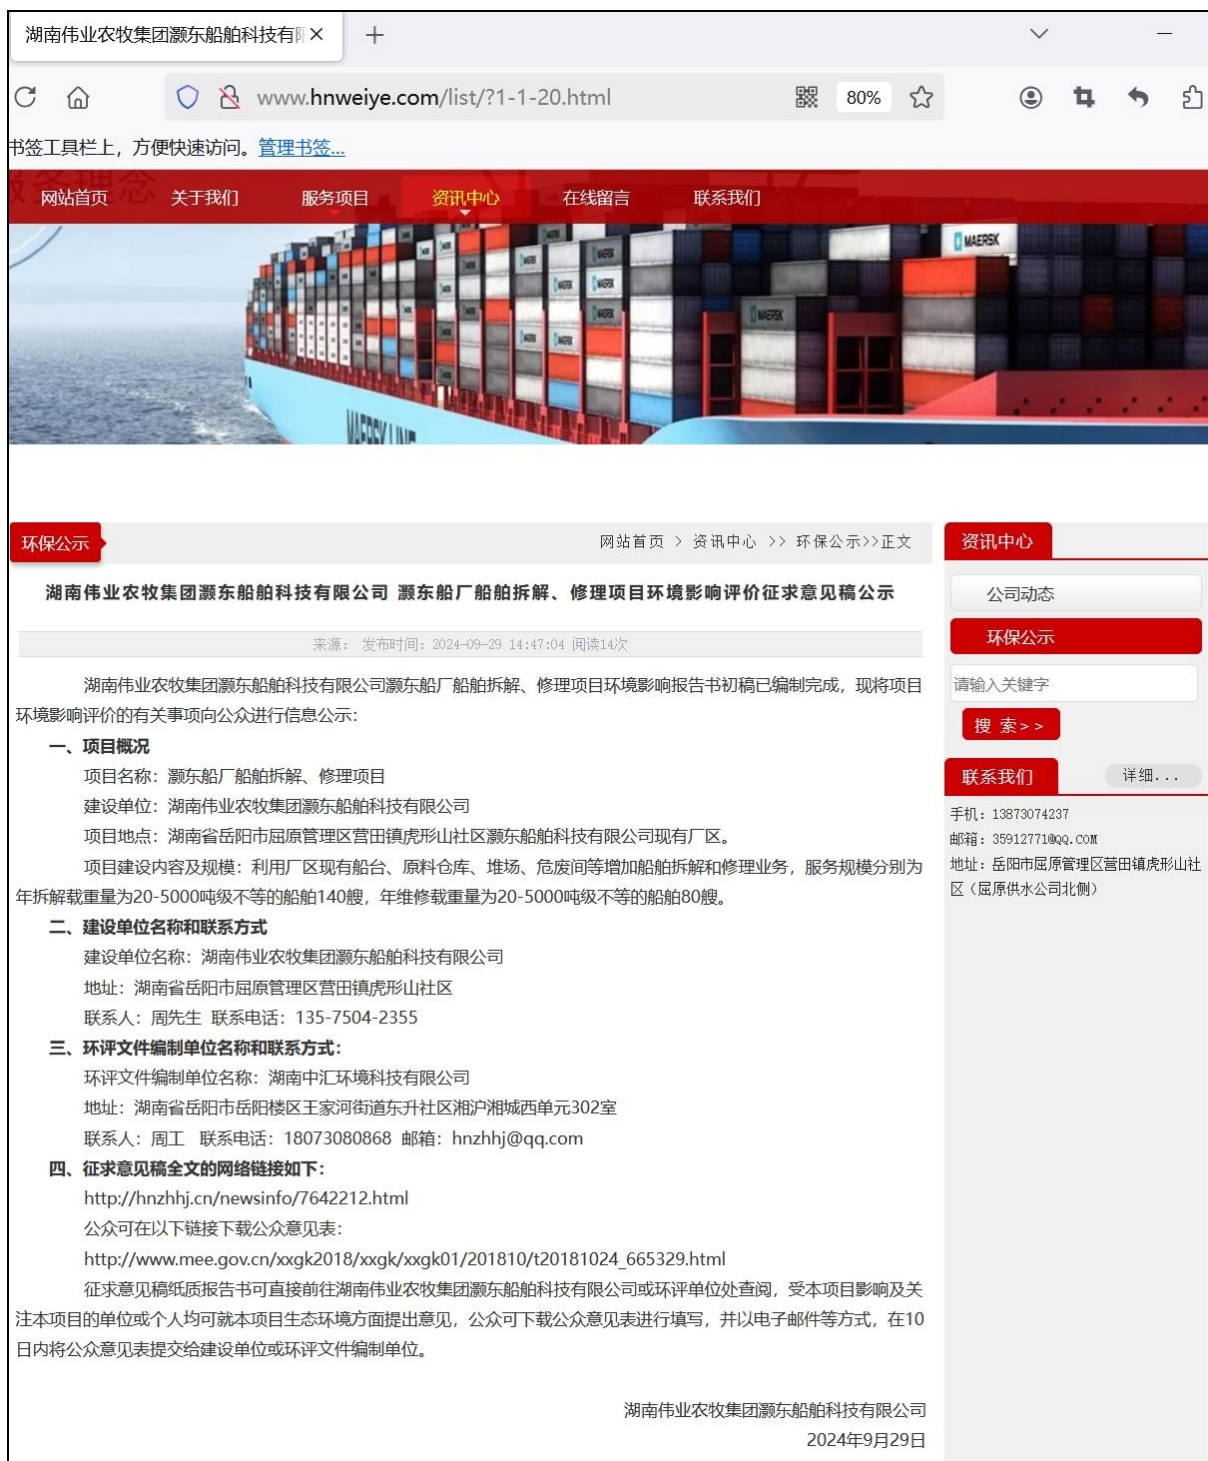 湖南伟业农牧集团灏东船舶科技有限
www.hnweiye.com/list/?1-1-20.html
80%
书签工具栏上，方便快速访问。管理书签...
网站首页 关于我们 服务项目 资讯中心 在线留言 联系我们
MAERSK
MAERSK
MAERSK LINE
环保公示
网站首页 > 资讯中心 >> 环保公示>>正文
湖南伟业农牧集团灏东船舶科技有限公司 灏东船厂船舶拆解、修理项目环境影响评价征求意见稿公示
来源： 发布时间：2024-09-29 14:47:04 阅读14次
湖南伟业农牧集团灏东船舶科技有限公司灏东船厂船舶拆解、修理项目环境影响报告书初稿已编制完成，现将项目
环境影响评价的有关事项向公众进行信息公示：
一、项目概况
项目名称：灏东船厂船舶拆解、修理项目
建设单位：湖南伟业农牧集团灏东船舶科技有限公司
项目地点：湖南省岳阳市屈原管理区营田镇虎形山社区灏东船舶科技有限公司现有厂区。
项目建设内容及规模：利用厂区现有船台、原料仓库、堆场、危废间等增加船舶拆解和修理业务，服务规模分别为
年拆解载重量为20-5000吨级不等的船舶140艘，年维修载重量为20-5000吨级不等的船舶80艘。
二、建设单位名称和联系方式
建设单位名称：湖南伟业农牧集团灏东船舶科技有限公司
地址：湖南省岳阳市屈原管理区营田镇虎形山社区
联系人：周先生 联系电话：135-7504-2355
三、环评文件编制单位名称和联系方式：
环评文件编制单位名称：湖南中汇环境科技有限公司
地址：湖南省岳阳市岳阳楼区王家河街道东升社区湘沪湘城西单元302室
联系人：周工 联系电话：18073080868 邮箱：hnzhhj@qq.com
四、征求意见稿全文的网络链接如下：
http://hnzhhj.cn/newsinfo/7642212.html
公众可在以下链接下载公众意见表：
http://www.mee.gov.cn/xxgk2018/xxgk/xxgk01/201810/t20181024_665329.html
征求意见稿纸质报告书可直接前往湖南伟业农牧集团灏东船舶科技有限公司或环评单位处查阅，受本项目影响及关
注本项目的单位或个人均可就本项目生态环境方面提出意见，公众可下载公众意见表进行填写，并以电子邮件等方式，在10
日内将公众意见表提交给建设单位或环评文件编制单位。
湖南伟业农牧集团灏东船舶科技有限公司
2024年9月29日
资讯中心
公司动态
环保公示
请输入关键字
搜 索>>
联系我们 详细...
手机：13873074237
邮箱：35912771@QQ.COM
地址：岳阳市屈原管理区营田镇虎形山社
区（屈原供水公司北侧）